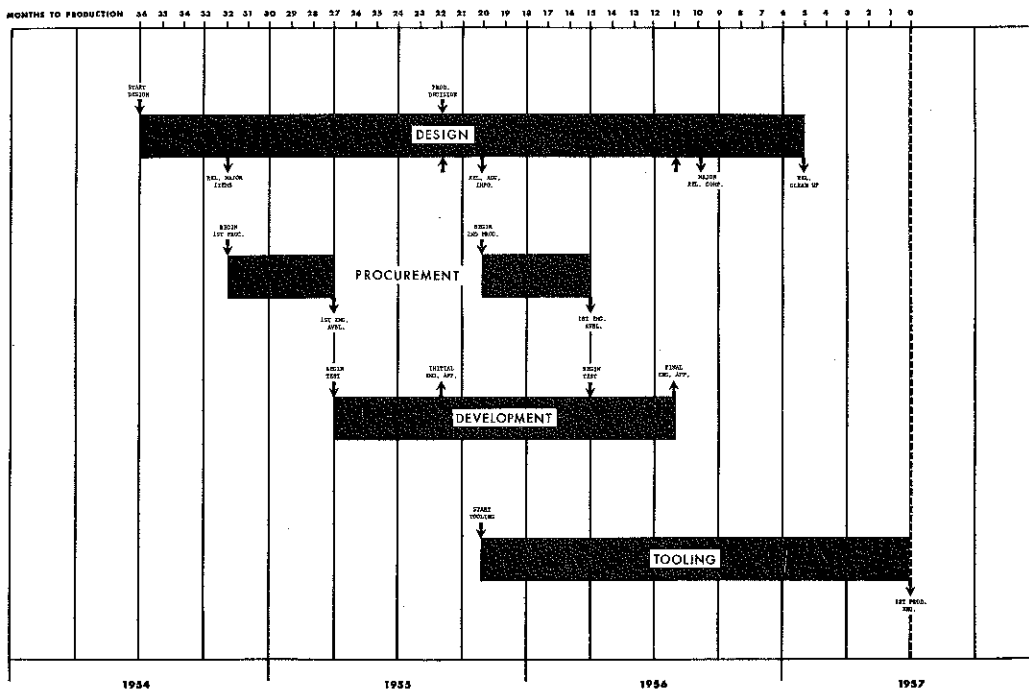 MONTHS TO PRODUCTION 36 35 34 33 32 31 30 29 28 27 26 25 24 23 22 21 20 19 18 17 16 15 14 13 12 11 10 9 8 7 6 5 4 3 2 1 0
START
DESIGN
PROD.
DECISION
DESIGN
REL. MAJOR
ITEMS
REL. ADV.
INFO.
MAJOR
REL. COMP.
REL.
CLEAN UP
BEGIN
1ST PROC.
BEGIN
2ND PROC.
PROCUREMENT
1ST ENG.
AVBL.
1ST ENG.
AVBL.
BEGIN
TEST
INITIAL
ENG. APP.
BEGIN
TEST
FINAL
ENG. APP.
DEVELOPMENT
START
TOOLING
TOOLING
1ST PROD.
ENG.
1954 1955 1956 1957